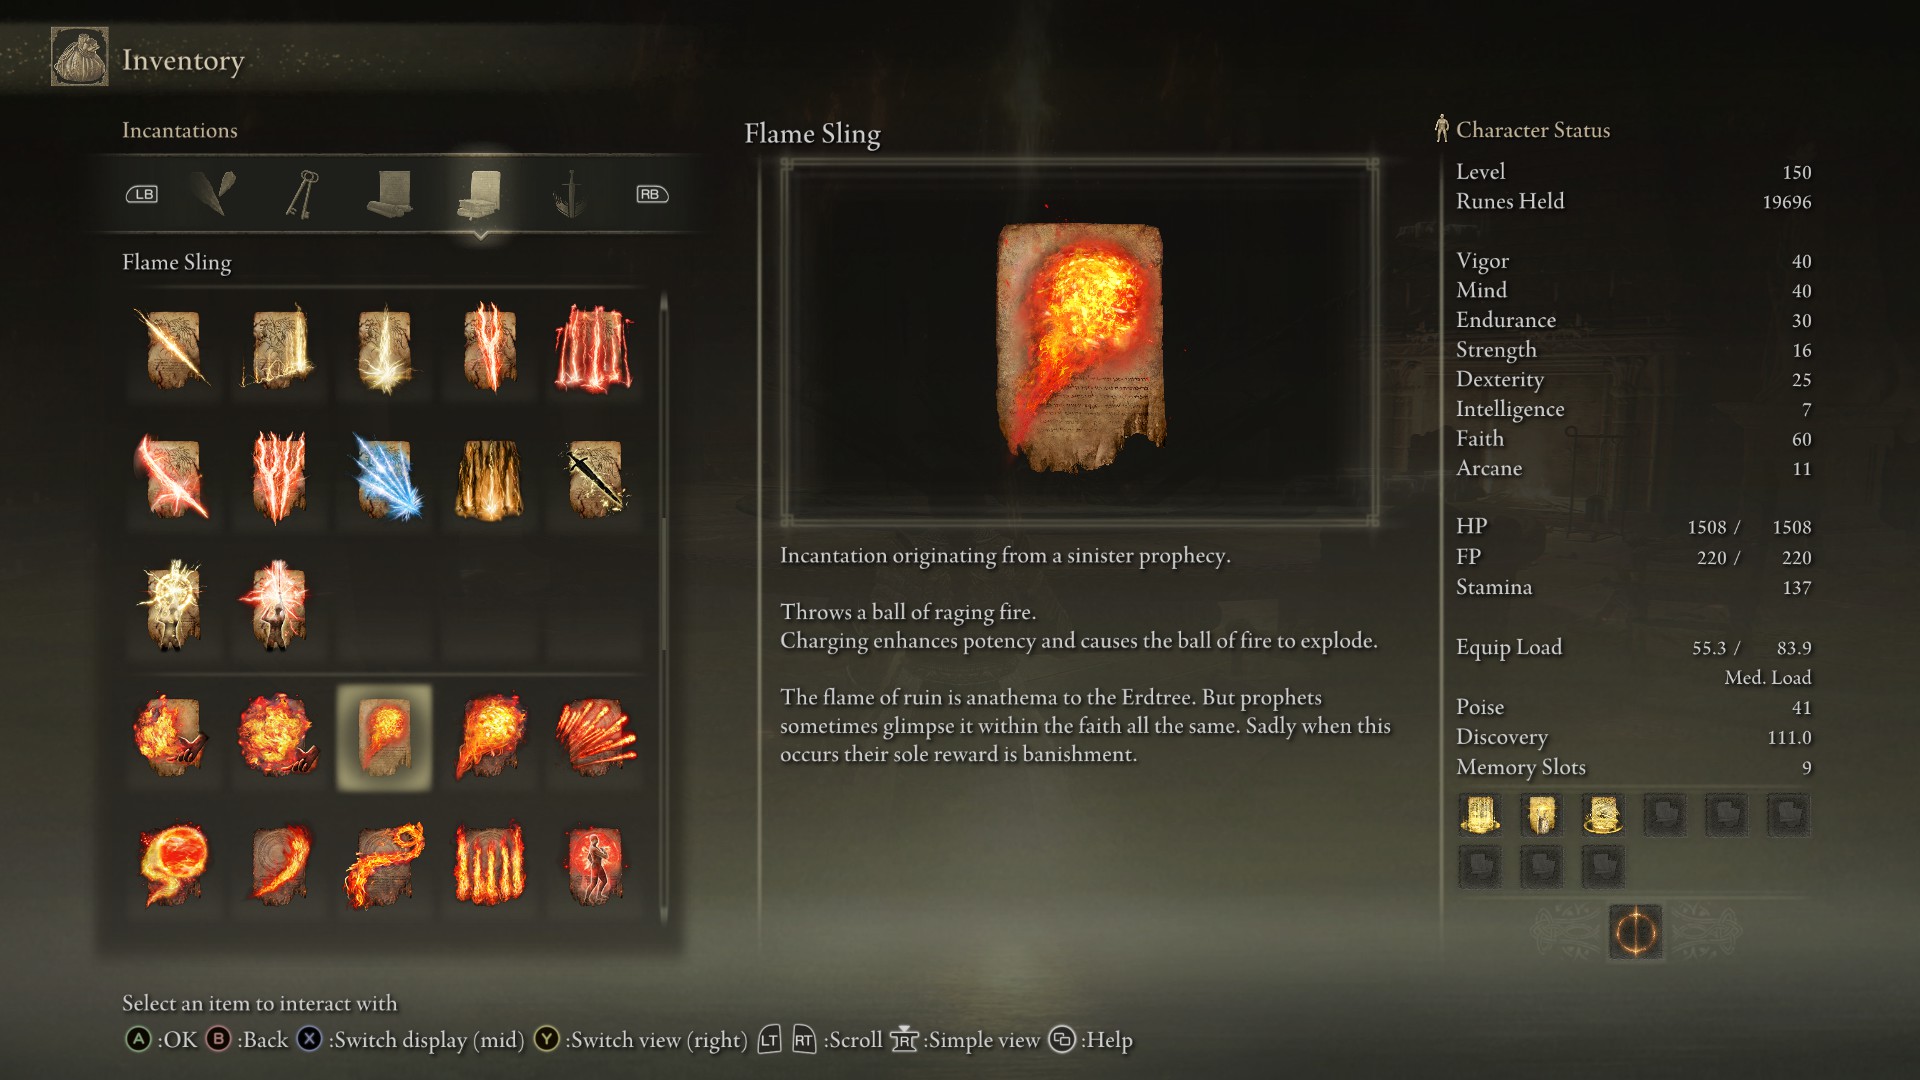 Inventory
Incantations
LB
RB
Flame Sling
Flame Sling
Incantation originating from a sinister prophecy.
Throws a ball of raging fire.
Charging enhances potency and causes the ball of fire to explode.
The flame of ruin is anathema to the Erdtree. But prophets
sometimes glimpse it within the faith all the same. Sadly when this
occurs their sole reward is banishment.
Character Status
Level 150
Runes Held 19696
Vigor 40
Mind 40
Endurance 30
Strength 16
Dexterity 25
Intelligence 7
Faith 60
Arcane 11
HP 1508 / 1508
FP 220 / 220
Stamina 137
Equip Load 55.3 / 83.9
Med. Load
Poise 41
Discovery 111.0
Memory Slots 9
Select an item to interact with
A :OK B :Back X :Switch display (mid) Y :Switch view (right) LT RT :Scroll R :Simple view :Help